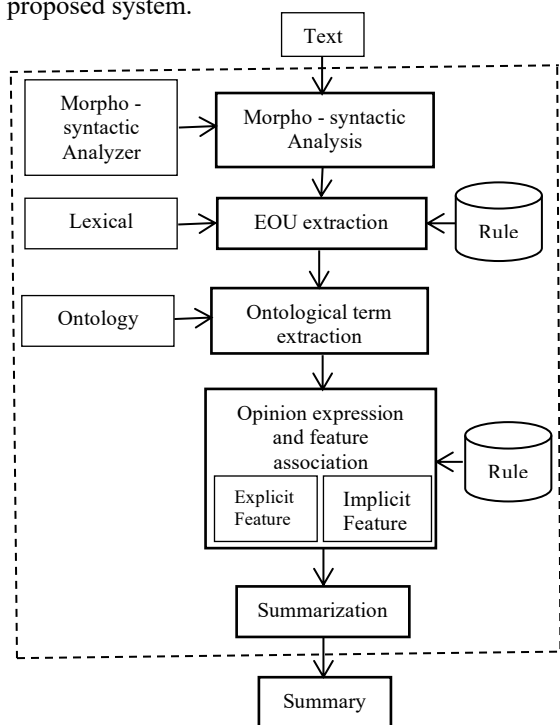 proposed system.
Text
Morpho -
syntactic
Analyzer
Morpho - syntactic
Analysis
Lexical
EOU extraction
Rule
Ontology
Ontological term
extraction
Opinion expression
and feature
association
Rule
Explicit
Feature
Implicit
Feature
Summarization
Summary